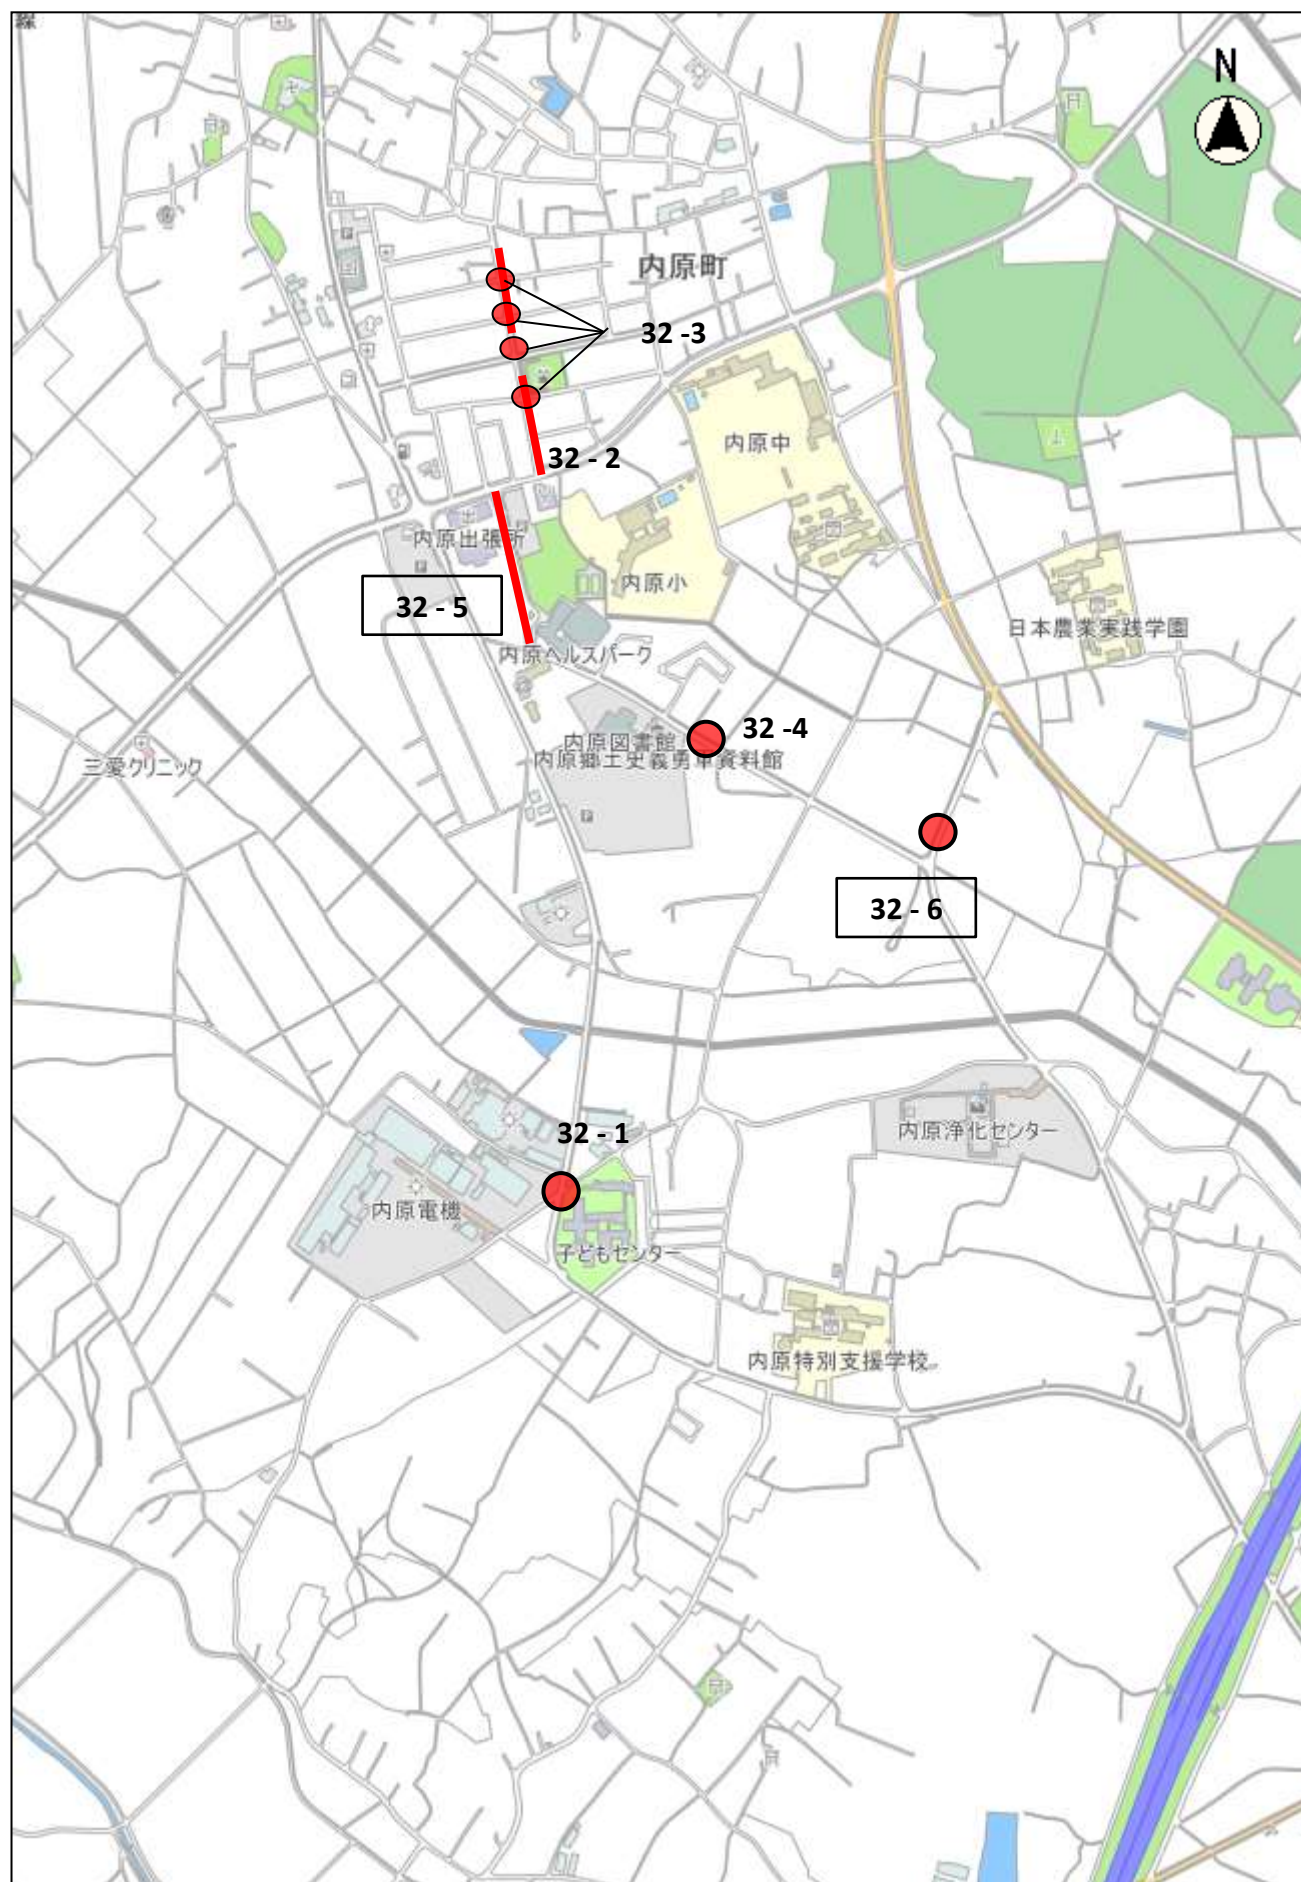 線
N
内原町
32 -3
内原中
32 - 2
内原出張所
内原小
32 - 5
日本農業実践学園
内原ヘルスパーク
32 -4
内原図書館
内原郷土史義勇軍資料館
三愛クリニック
32 - 6
32 - 1
内原浄化センター
内原電機
子どもセンター
内原特別支援学校